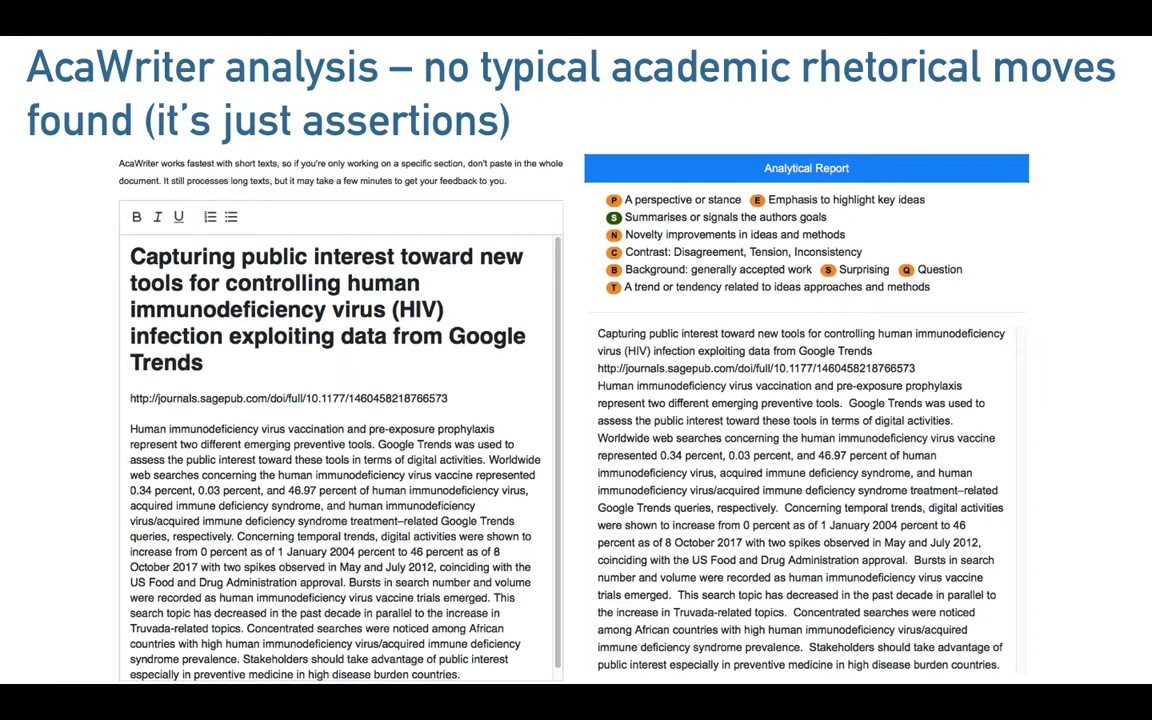 AcaWriter analysis – no typical academic rhetorical moves
found (it's just assertions)
AcaWriter works fastest with short texts, so if you're only working on a specific section, don't paste in the whole
document. It still processes long texts, but it may take a few minutes to get your feedback to you.
B I U
Capturing public interest toward new
tools for controlling human
immunodeficiency virus (HIV)
infection exploiting data from Google
Trends
http://journals.sagepub.com/doi/full/10.1177/1460458218766573
Human immunodeficiency virus vaccination and pre-exposure prophylaxis
represent two different emerging preventive tools. Google Trends was used to
assess the public interest toward these tools in terms of digital activities. Worldwide
web searches concerning the human immunodeficiency virus vaccine represented
0.34 percent, 0.03 percent, and 46.97 percent of human immunodeficiency virus,
acquired immune deficiency syndrome, and human immunodeficiency
virus/acquired immune deficiency syndrome treatment–related Google Trends
queries, respectively. Concerning temporal trends, digital activities were shown to
increase from 0 percent as of 1 January 2004 percent to 46 percent as of 8
October 2017 with two spikes observed in May and July 2012, coinciding with the
US Food and Drug Administration approval. Bursts in search number and volume
were recorded as human immunodeficiency virus vaccine trials emerged. This
search topic has decreased in the past decade in parallel to the increase in
Truvada-related topics. Concentrated searches were noticed among African
countries with high human immunodeficiency virus/acquired immune deficiency
syndrome prevalence. Stakeholders should take advantage of public interest
especially in preventive medicine in high disease burden countries.
Analytical Report
P A perspective or stance E Emphasis to highlight key ideas
S Summarises or signals the authors goals
N Novelty improvements in ideas and methods
C Contrast: Disagreement, Tension, Inconsistency
B Background: generally accepted work S Surprising Q Question
T A trend or tendency related to ideas approaches and methods
Capturing public interest toward new tools for controlling human immunodeficiency
virus (HIV) infection exploiting data from Google Trends
http://journals.sagepub.com/doi/full/10.1177/1460458218766573
Human immunodeficiency virus vaccination and pre-exposure prophylaxis
represent two different emerging preventive tools. Google Trends was used to
assess the public interest toward these tools in terms of digital activities.
Worldwide web searches concerning the human immunodeficiency virus vaccine
represented 0.34 percent, 0.03 percent, and 46.97 percent of human
immunodeficiency virus, acquired immune deficiency syndrome, and human
immunodeficiency virus/acquired immune deficiency syndrome treatment–related
Google Trends queries, respectively. Concerning temporal trends, digital activities
were shown to increase from 0 percent as of 1 January 2004 percent to 46
percent as of 8 October 2017 with two spikes observed in May and July 2012,
coinciding with the US Food and Drug Administration approval. Bursts in search
number and volume were recorded as human immunodeficiency virus vaccine
trials emerged. This search topic has decreased in the past decade in parallel to
the increase in Truvada-related topics. Concentrated searches were noticed
among African countries with high human immunodeficiency virus/acquired
immune deficiency syndrome prevalence. Stakeholders should take advantage of
public interest especially in preventive medicine in high disease burden countries.